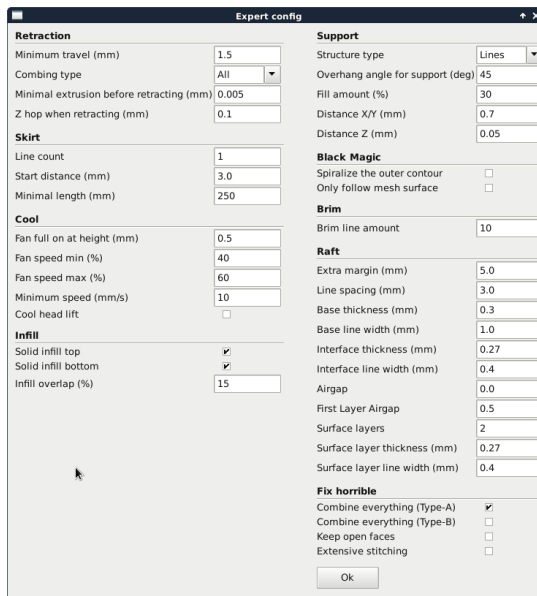 Expert config
Retraction
Minimum travel (mm) 1.5
Combing type All
Minimal extrusion before retracting (mm) 0.005
Z hop when retracting (mm) 0.1
Skirt
Line count 1
Start distance (mm) 3.0
Minimal length (mm) 250
Cool
Fan full on at height (mm) 0.5
Fan speed min (%) 40
Fan speed max (%) 60
Minimum speed (mm/s) 10
Cool head lift
Infill
Solid infill top
Solid infill bottom
Infill overlap (%) 15
Support
Structure type Lines
Overhang angle for support (deg) 45
Fill amount (%) 30
Distance X/Y (mm) 0.7
Distance Z (mm) 0.05
Black Magic
Spiralize the outer contour
Only follow mesh surface
Brim
Brim line amount 10
Raft
Extra margin (mm) 5.0
Line spacing (mm) 3.0
Base thickness (mm) 0.3
Base line width (mm) 1.0
Interface thickness (mm) 0.27
Interface line width (mm) 0.4
Airgap 0.0
First Layer Airgap 0.5
Surface layers 2
Surface layer thickness (mm) 0.27
Surface layer line width (mm) 0.4
Fix horrible
Combine everything (Type-A)
Combine everything (Type-B)
Keep open faces
Extensive stitching
Ok